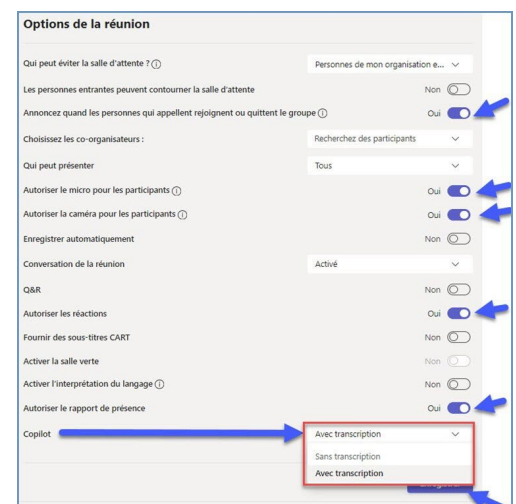 Options de la réunion
Qui peut éviter la salle d'attente ?
Personnes de mon organisation e...
Les personnes entrantes peuvent contourner la salle d'attente
Non
Annoncez quand les personnes qui appellent rejoignent ou quittent le groupe
Oui
Choisissez les co-organisateurs :
Recherchez des participants
Qui peut présenter
Tous
Autoriser le micro pour les participants
Oui
Autoriser la caméra pour les participants
Oui
Enregistrer automatiquement
Non
Conversation de la réunion
Activé
Q&R
Non
Autoriser les réactions
Oui
Fournir des sous-titres CART
Non
Activer la salle verte
Non
Activer l'interprétation du langage
Non
Autoriser le rapport de présence
Oui
Copilot
Avec transcription
Sans transcription
Avec transcription